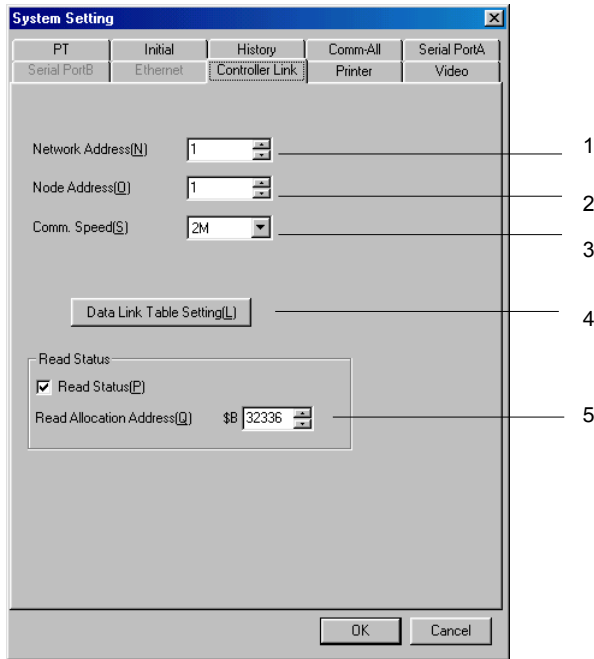 System Setting
PT Initial History Comm-All Serial PortA
Serial PortB Ethernet Controller Link Printer Video
Network Address(N) 1 1
Node Address(O) 1 2
Comm. Speed(S) 2M 3
Data Link Table Setting(L) 4
Read Status
Read Status(P)
Read Allocation Address(Q) $B 32336 5
OK Cancel